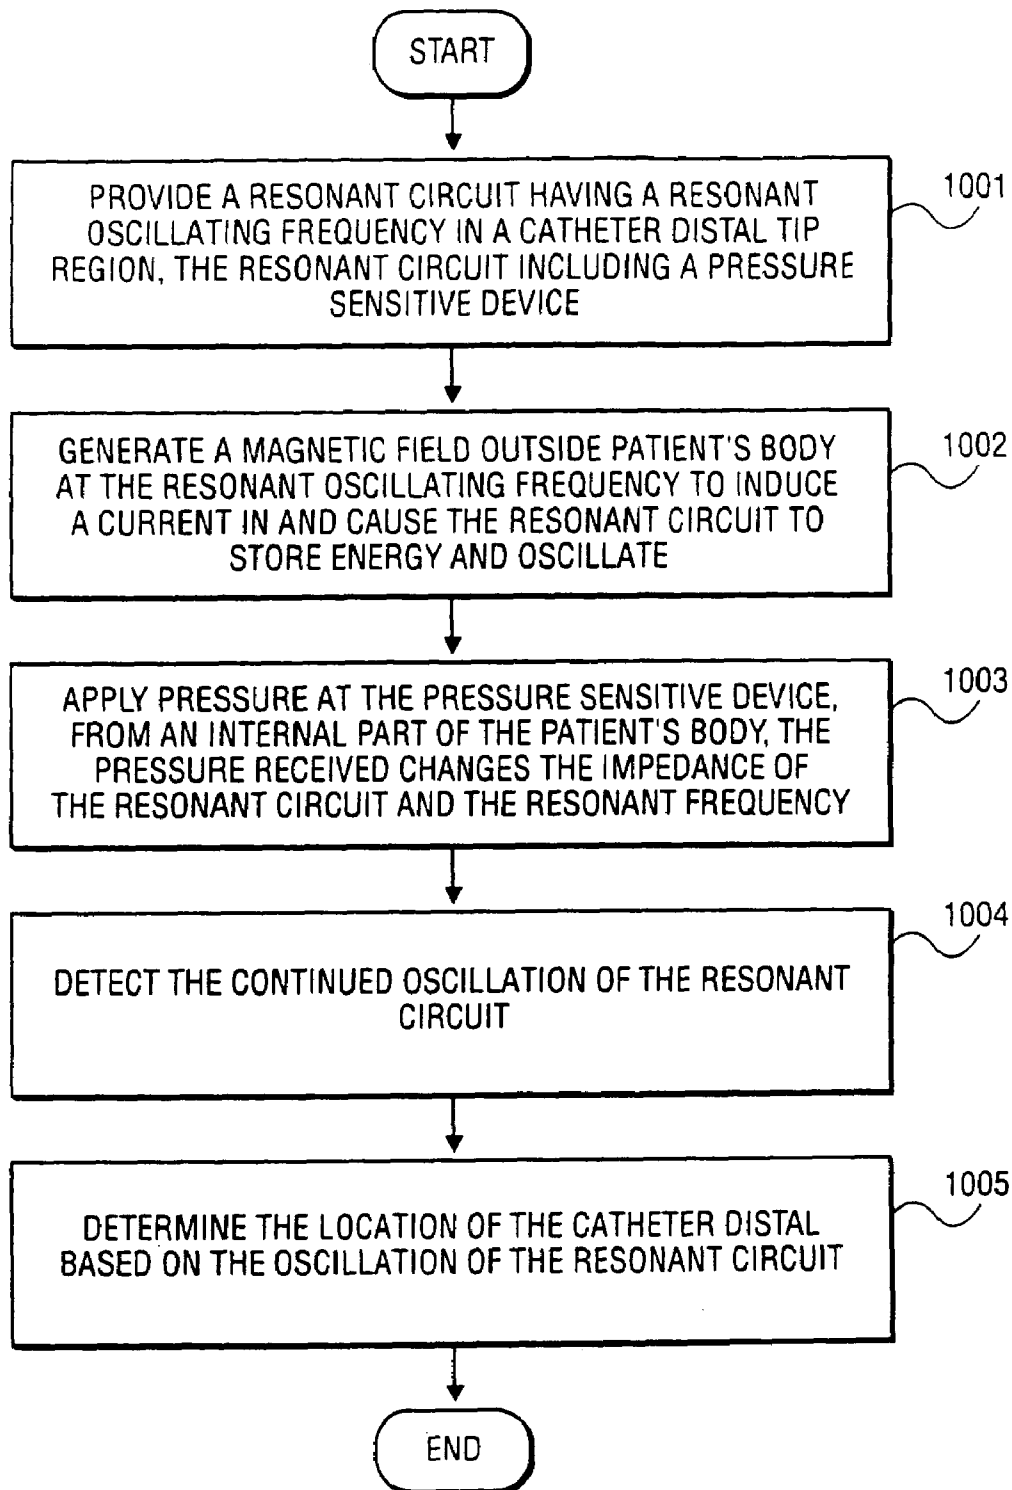 START
PROVIDE A RESONANT CIRCUIT HAVING A RESONANT
OSCILLATING FREQUENCY IN A CATHETER DISTAL TIP
REGION, THE RESONANT CIRCUIT INCLUDING A PRESSURE
SENSITIVE DEVICE
1001
GENERATE A MAGNETIC FIELD OUTSIDE PATIENT'S BODY
AT THE RESONANT OSCILLATING FREQUENCY TO INDUCE
A CURRENT IN AND CAUSE THE RESONANT CIRCUIT TO
STORE ENERGY AND OSCILLATE
1002
APPLY PRESSURE AT THE PRESSURE SENSITIVE DEVICE,
FROM AN INTERNAL PART OF THE PATIENT'S BODY, THE
PRESSURE RECEIVED CHANGES THE IMPEDANCE OF
THE RESONANT CIRCUIT AND THE RESONANT FREQUENCY
1003
DETECT THE CONTINUED OSCILLATION OF THE RESONANT
CIRCUIT
1004
DETERMINE THE LOCATION OF THE CATHETER DISTAL
BASED ON THE OSCILLATION OF THE RESONANT CIRCUIT
1005
END